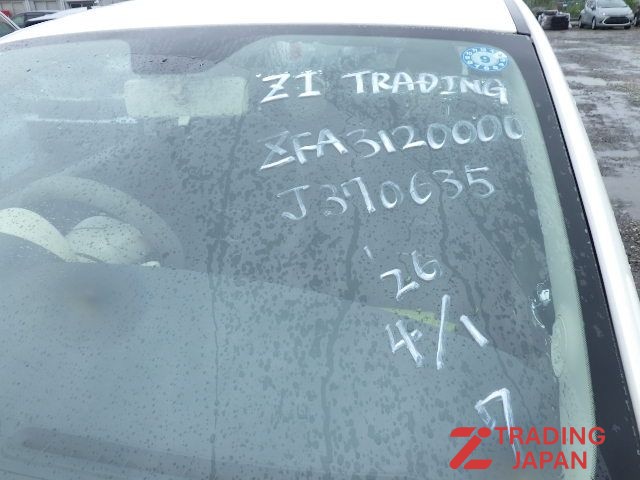 ZI TRADING
ZFA3120000
J370635
'26
4/1
7
TRADING
JAPAN